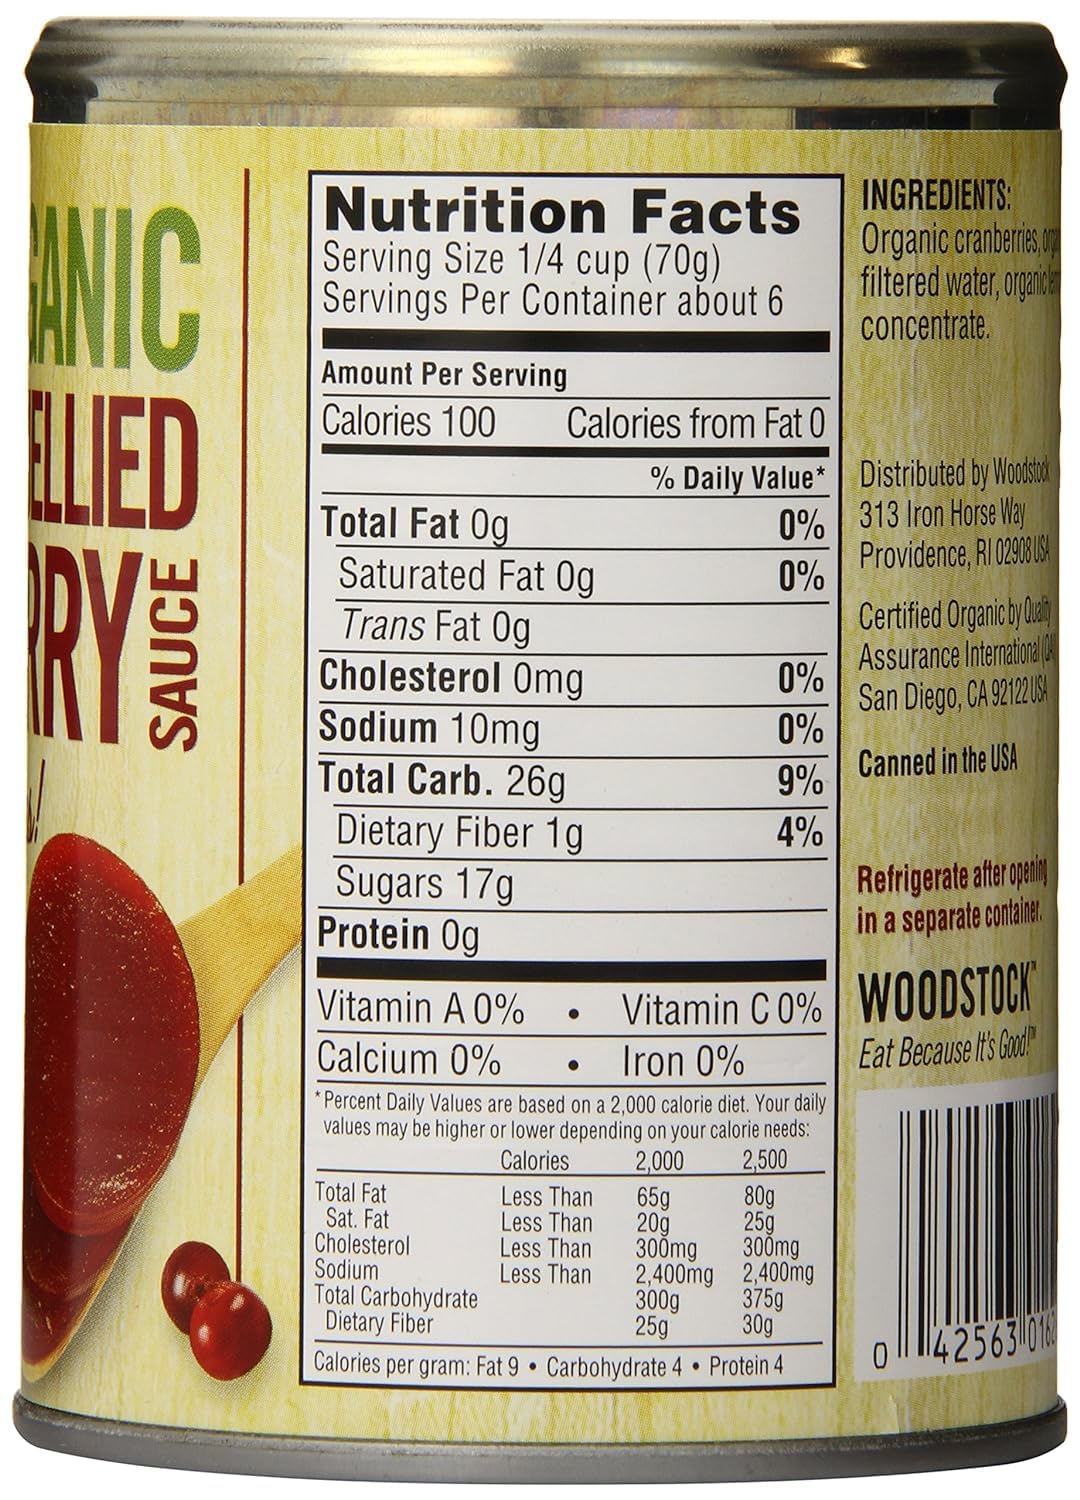 GANIC
ELLIED
RRY
SAUCE
Nutrition Facts
Serving Size 1/4 cup (70g)
Servings Per Container about 6
Amount Per Serving
Calories 100 Calories from Fat 0
% Daily Value*
Total Fat 0g 0%
Saturated Fat 0g 0%
Trans Fat 0g
Cholesterol 0mg 0%
Sodium 10mg 0%
Total Carb. 26g 9%
Dietary Fiber 1g 4%
Sugars 17g
Protein 0g
Vitamin A 0% • Vitamin C 0%
Calcium 0% • Iron 0%
*Percent Daily Values are based on a 2,000 calorie diet. Your daily
values may be higher or lower depending on your calorie needs:
Calories 2,000 2,500
Total Fat Less Than 65g 80g
Sat. Fat Less Than 20g 25g
Cholesterol Less Than 300mg 300mg
Sodium Less Than 2,400mg 2,400mg
Total Carbohydrate 300g 375g
Dietary Fiber 25g 30g
Calories per gram: Fat 9 • Carbohydrate 4 • Protein 4
INGREDIENTS:
Organic cranberries,
filtered water, organic
concentrate.
Distributed by Woodstock
313 Iron Horse Way
Providence, RI 02908 USA
Certified Organic by Quality
Assurance International (QAI)
San Diego, CA 92122 USA
Canned in the USA
Refrigerate after opening
in a separate container.
WOODSTOCK™
Eat Because It's Good!™
0 42563 016